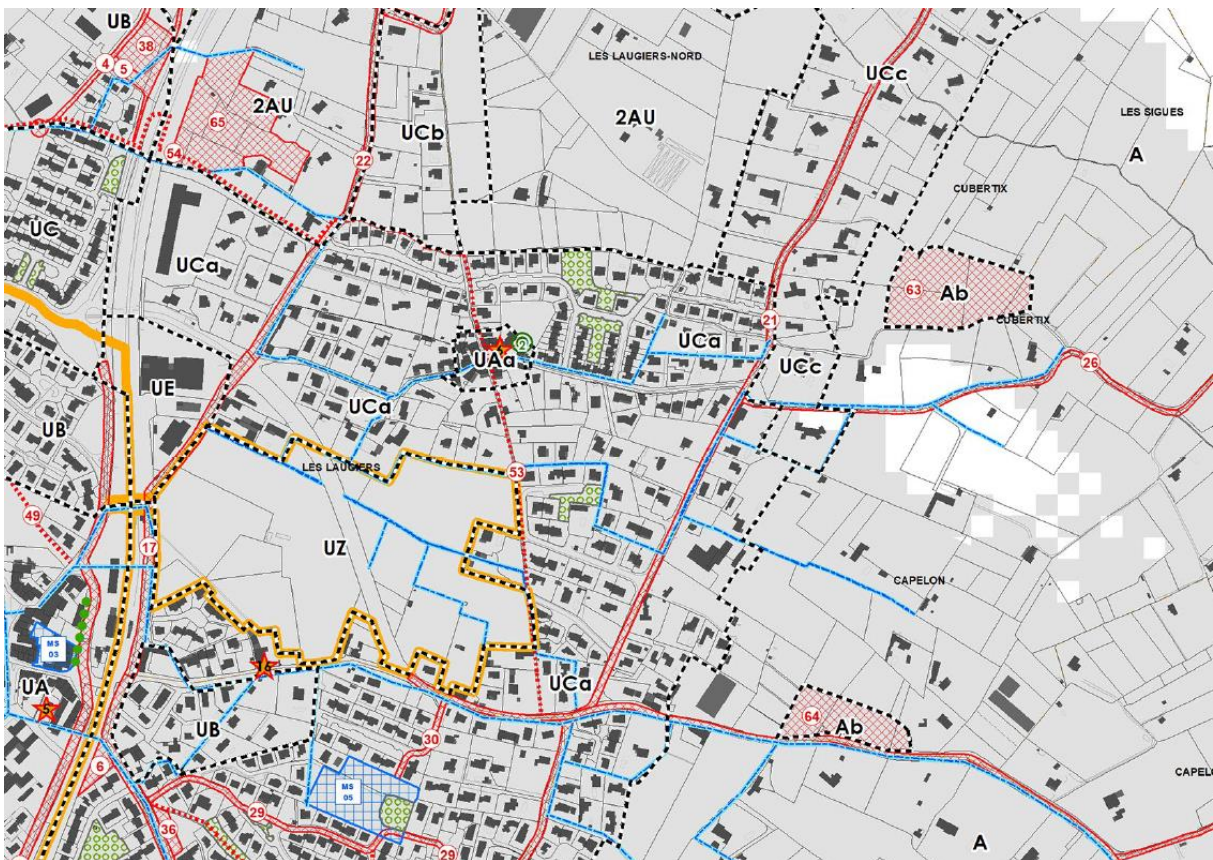 UB
38
4
5
LES LAUGIERS-NORD
UCc
2AU
65
2AU
LES SIGUES
UCb
54
22
A
CUBERTIX
UC
UCa
63
Ab
21
CUBERTIX
UCa
UAa
UCc
26
UE
UCa
UB
LES LAUGIERS
53
49
17
UZ
CAPELON
MS
03
UA
5
UCa
UB
64
Ab
30
6
MS
05
CAPELO
29
36
29
A